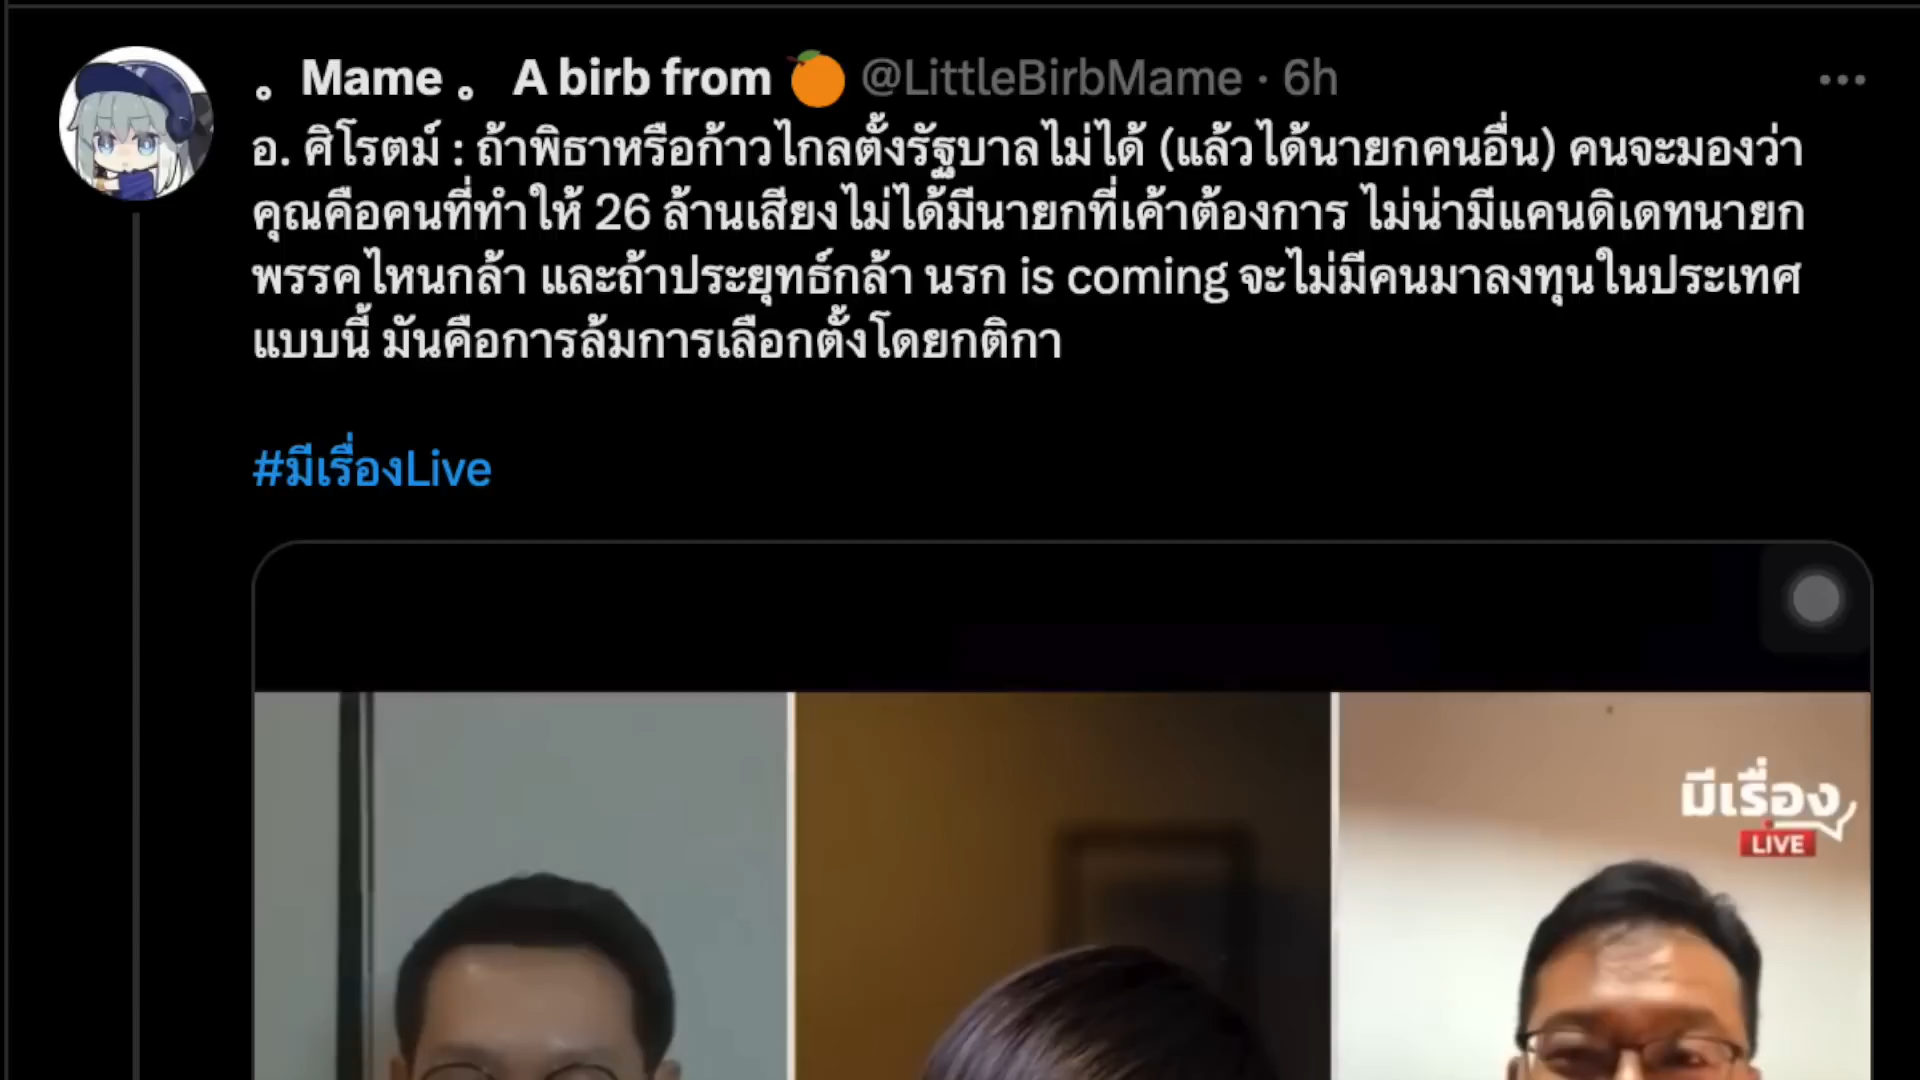 。Mame 。 A birb from 🍊 @LittleBirbMame · 6h
อ. ศิโรตม์ : ถ้าพิธาหรือก้าวไกลตั้งรัฐบาลไม่ได้ (แล้วได้นายกคนอื่น) คนจะมองว่า
คุณคือคนที่ทำให้ 26 ล้านเสียงไม่ได้มีนายกที่เค้าต้องการ ไม่น่ามีแคนดิเดทนายก
พรรคไหนกล้า และถ้าประยุทธ์กล้า นรก is coming จะไม่มีคนมาลงทุนในประเทศ
แบบนี้ มันคือการล้มการเลือกตั้งโดยกติกา
#มีเรื่องLive
มีเรื่อง
LIVE